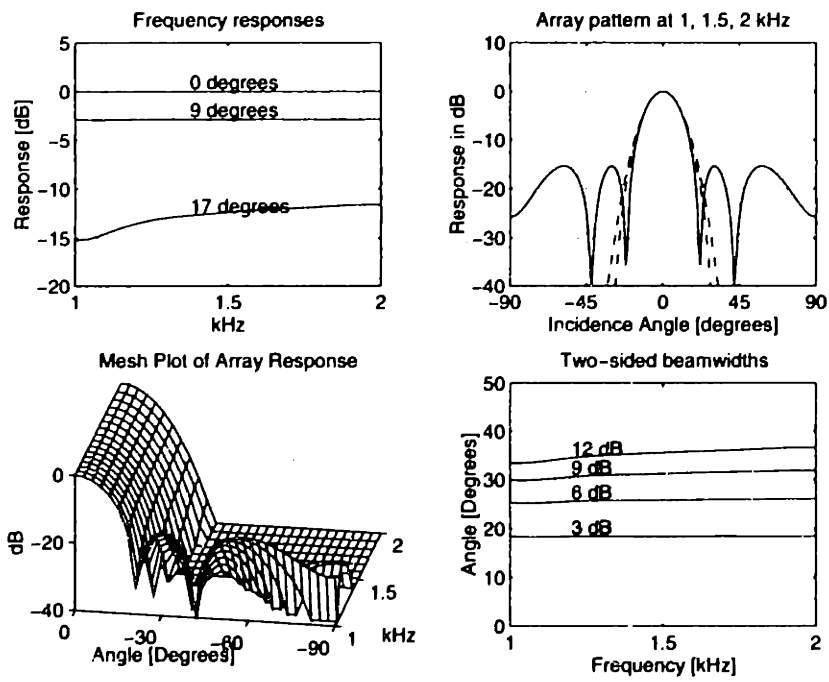 Frequency responses
5
0
-5
-10
-15
-20
Response [dB]
0 degrees
9 degrees
17 degrees
1
1.5
2
kHz
Array pattern at 1, 1.5, 2 kHz
10
0
-10
-20
-30
-40
Response in dB
-90
-45
0
45
90
Incidence Angle [degrees]
Mesh Plot of Array Response
0
-20
-40
dB
0
-30
-60
-90
Angle [Degrees]
1
1.5
2
kHz
Two-sided beamwidths
50
40
30
20
10
0
Angle [Degrees]
12 dB
9 dB
6 dB
3 dB
1
1.5
2
Frequency [kHz]